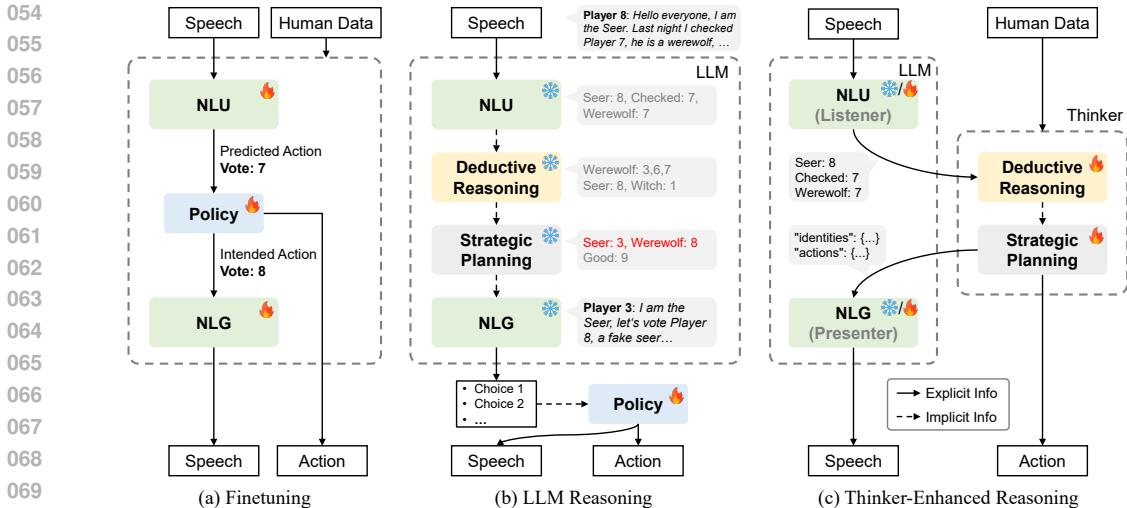 054
055
056
057
058
059
060
061
062
063
064
065
066
067
068
069
Speech
Human Data
NLU
Predicted Action
Vote: 7
Policy
Intended Action
Vote: 8
NLG
Speech
Action
(a) Finetuning
Speech
Player 8: Hello everyone, I am
the Seer. Last night I checked
Player 7, he is a werewolf, …
LLM
NLU
Seer: 8, Checked: 7,
Werewolf: 7
Deductive
Reasoning
Werewolf: 3,6,7
Seer: 8, Witch: 1
Strategic
Planning
Seer: 3, Werewolf: 8
Good: 9
NLG
Player 3: I am the
Seer, let's vote Player
8, a fake seer…
• Choice 1
• Choice 2
• ...
Policy
Speech
Action
(b) LLM Reasoning
Speech
Human Data
LLM
NLU
/
(Listener)
Thinker
Seer: 8
Checked: 7
Werewolf: 7
Deductive
Reasoning
"identities": {...}
"actions": {...}
Strategic
Planning
NLG
/
(Presenter)
Explicit Info
Implicit Info
Speech
Action
(c) Thinker-Enhanced Reasoning